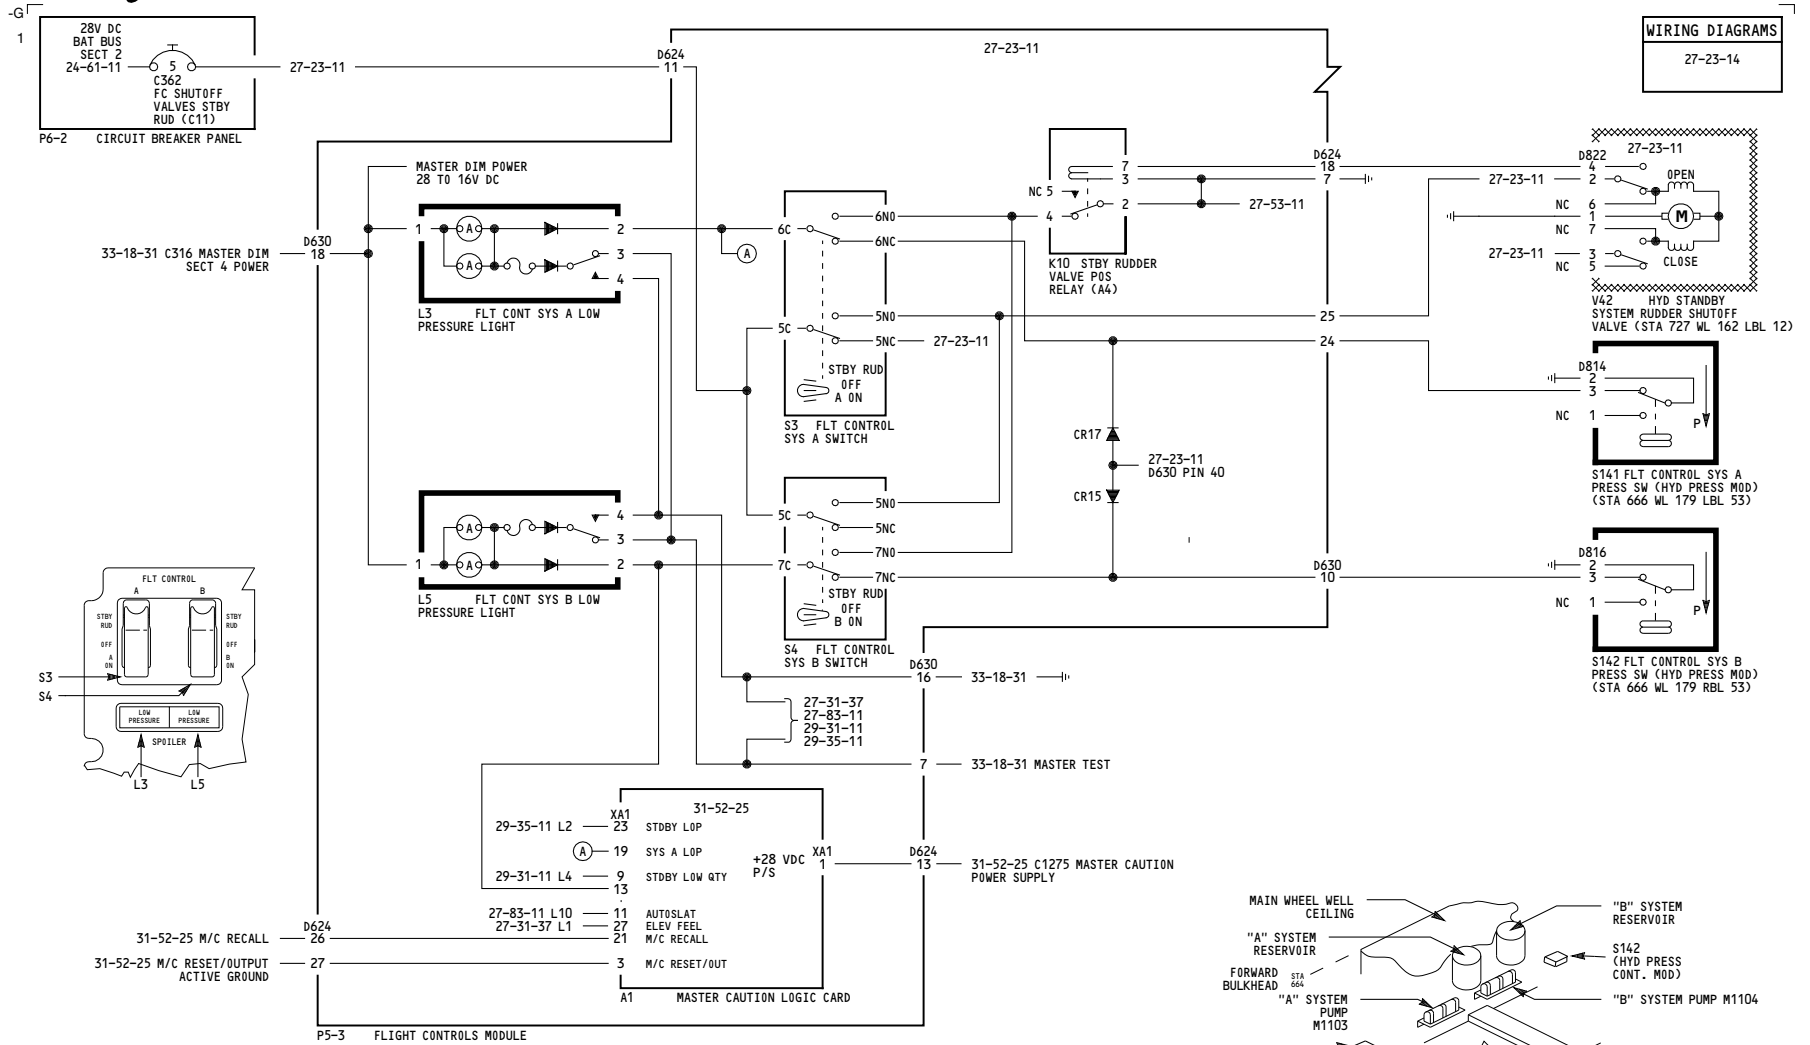 -G
1
28V DC
BAT BUS
SECT 2
24-61-11
5
C362
FC SHUTOFF
VALVES STBY
RUD (C11)
P6-2 CIRCUIT BREAKER PANEL
27-23-11
D624
11
27-23-11
WIRING DIAGRAMS
27-23-14
MASTER DIM POWER
28 TO 16V DC
33-18-31 C316 MASTER DIM
SECT 4 POWER
D630
18
1
A
A
2
3
4
L3 FLT CONT SYS A LOW
PRESSURE LIGHT
A
6C
6NO
6NC
5C
5NO
5NC
27-23-11
STBY RUD
OFF
A ON
S3 FLT CONTROL
SYS A SWITCH
NC 5
4
7
3
2
27-53-11
K10 STBY RUDDER
VALVE POS
RELAY (A4)
D624
18
7
25
24
D822
27-23-11
4
27-23-11 2
NC 6
1
NC 7
27-23-11 3
NC 5
OPEN
M
CLOSE
V42 HYD STANDBY
SYSTEM RUDDER SHUTOFF
VALVE (STA 727 WL 162 LBL 12)
D814
2
3
NC 1
P
S141 FLT CONTROL SYS A
PRESS SW (HYD PRESS MOD)
(STA 666 WL 179 LBL 53)
CR17
27-23-11
D630 PIN 40
CR15
1
A
A
4
3
2
L5 FLT CONT SYS B LOW
PRESSURE LIGHT
5C
5NO
5NC
7NO
7C
7NC
STBY RUD
OFF
B ON
S4 FLT CONTROL
SYS B SWITCH
D630
10
D816
2
3
NC 1
P
S142 FLT CONTROL SYS B
PRESS SW (HYD PRESS MOD)
(STA 666 WL 179 RBL 53)
FLT CONTROL
A B
STBY
RUD
OFF
A
ON
STBY
RUD
OFF
B
ON
S3
S4
LOW
PRESSURE
LOW
PRESSURE
SPOILER
L3 L5
D630
16 33-18-31
27-31-37
27-83-11
29-31-11
29-35-11
7 33-18-31 MASTER TEST
31-52-25
XA1
29-35-11 L2 23 STDBY LOP
A 19 SYS A LOP
29-31-11 L4 9 STDBY LOW QTY
13
27-83-11 L10 11 AUTOSLAT
27-31-37 L1 27 ELEV FEEL
21 M/C RECALL
3 M/C RESET/OUT
+28 VDC
P/S
XA1
1
D624
13
31-52-25 C1275 MASTER CAUTION
POWER SUPPLY
A1 MASTER CAUTION LOGIC CARD
D624
31-52-25 M/C RECALL 26
31-52-25 M/C RESET/OUTPUT 27
ACTIVE GROUND
P5-3 FLIGHT CONTROLS MODULE
MAIN WHEEL WELL
CEILING
"B" SYSTEM
RESERVOIR
"A" SYSTEM
RESERVOIR
S142
(HYD PRESS
CONT. MOD)
FORWARD
BULKHEAD
STA
664
"A" SYSTEM
PUMP
M1103
"B" SYSTEM PUMP M1104